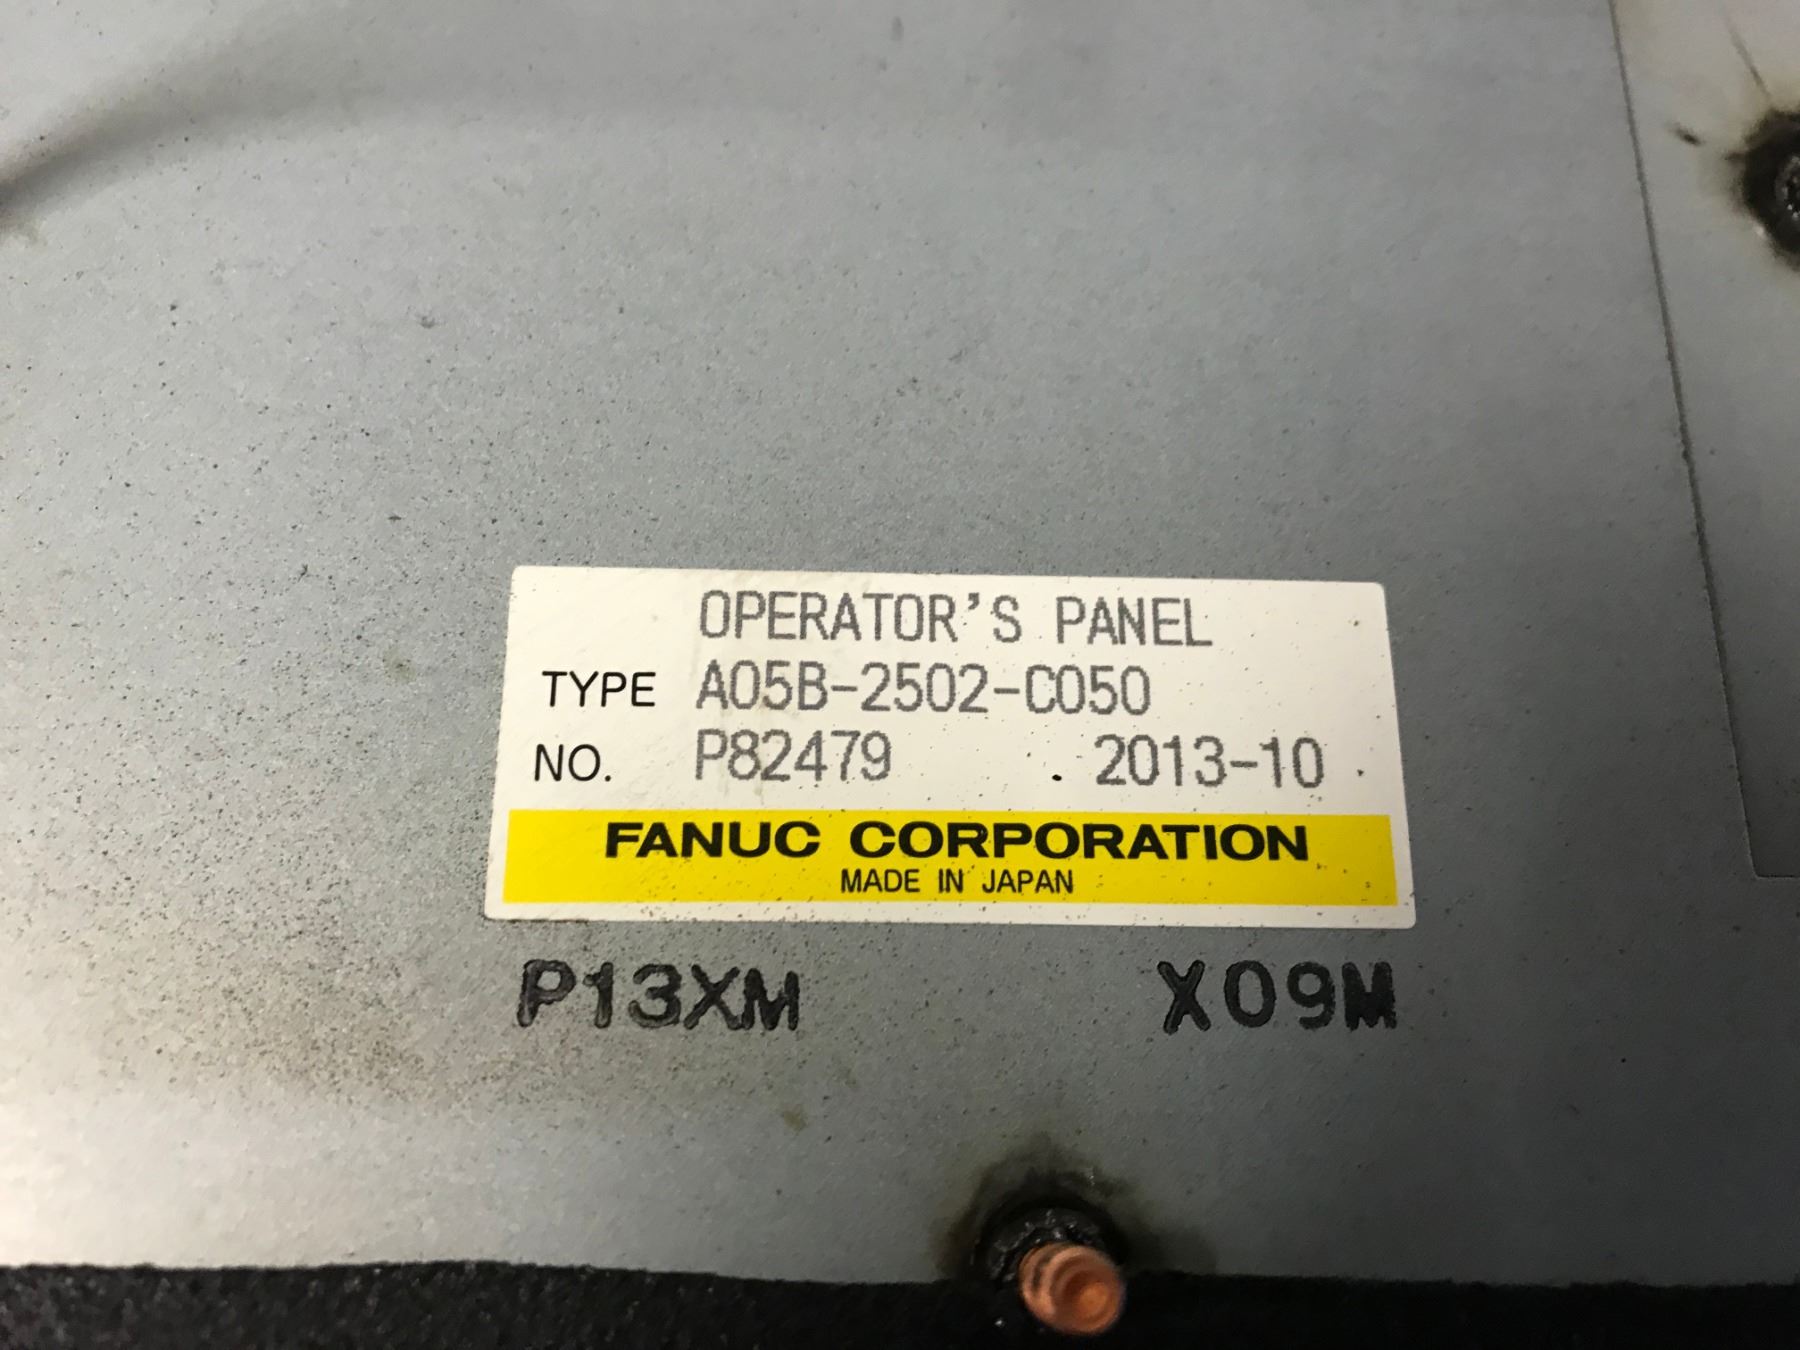 OPERATOR'S PANEL
TYPE A05B-2502-C050
NO. P82479 . 2013-10
FANUC CORPORATION
MADE IN JAPAN
P13XM X09M